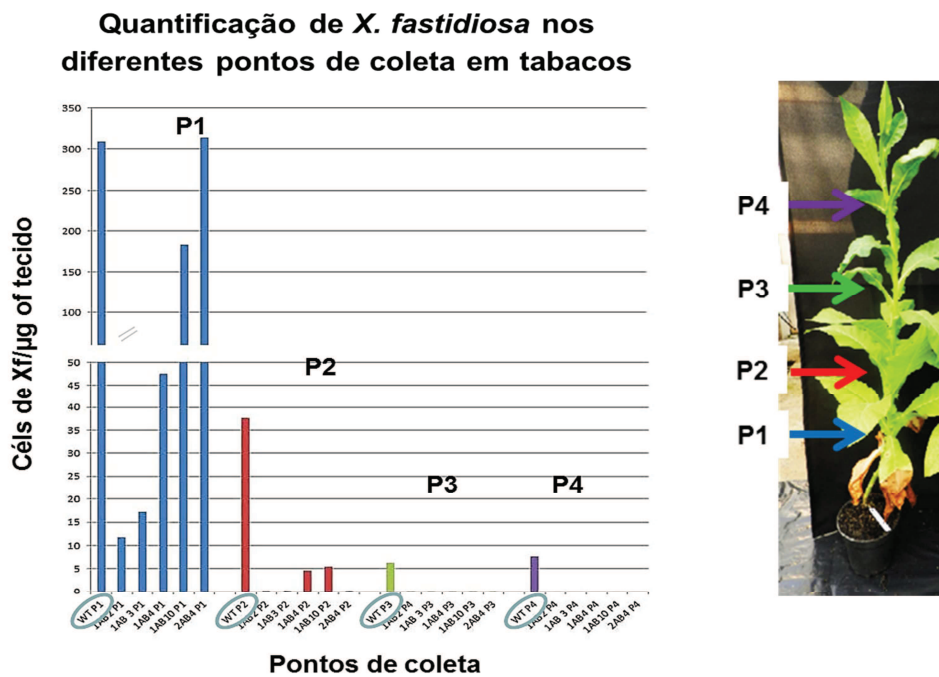 Quantificação de X. fastidiosa nos
diferentes pontos de coleta em tabacos
Céls de Xf/µg of tecido
350
300
250
200
150
100
50
45
40
35
30
25
20
15
10
5
0
P1
P2
P3
P4
WT P1
1AB2 P1
1AB 3 P1
1AB4 P1
1AB10 P1
2AB4 P1
WT P2
1AB2 P2
1AB3 P2
1AB4 P2
1AB10 P2
2AB4 P2
WT P3
1AB2 P4
1AB 3 P3
1AB4 P3
1AB10 P3
2AB4 P3
WT P4
1AB2 P4
1AB 3 P4
1AB4 P4
1AB10 P4
2AB4 P4
Pontos de coleta
P4
P3
P2
P1